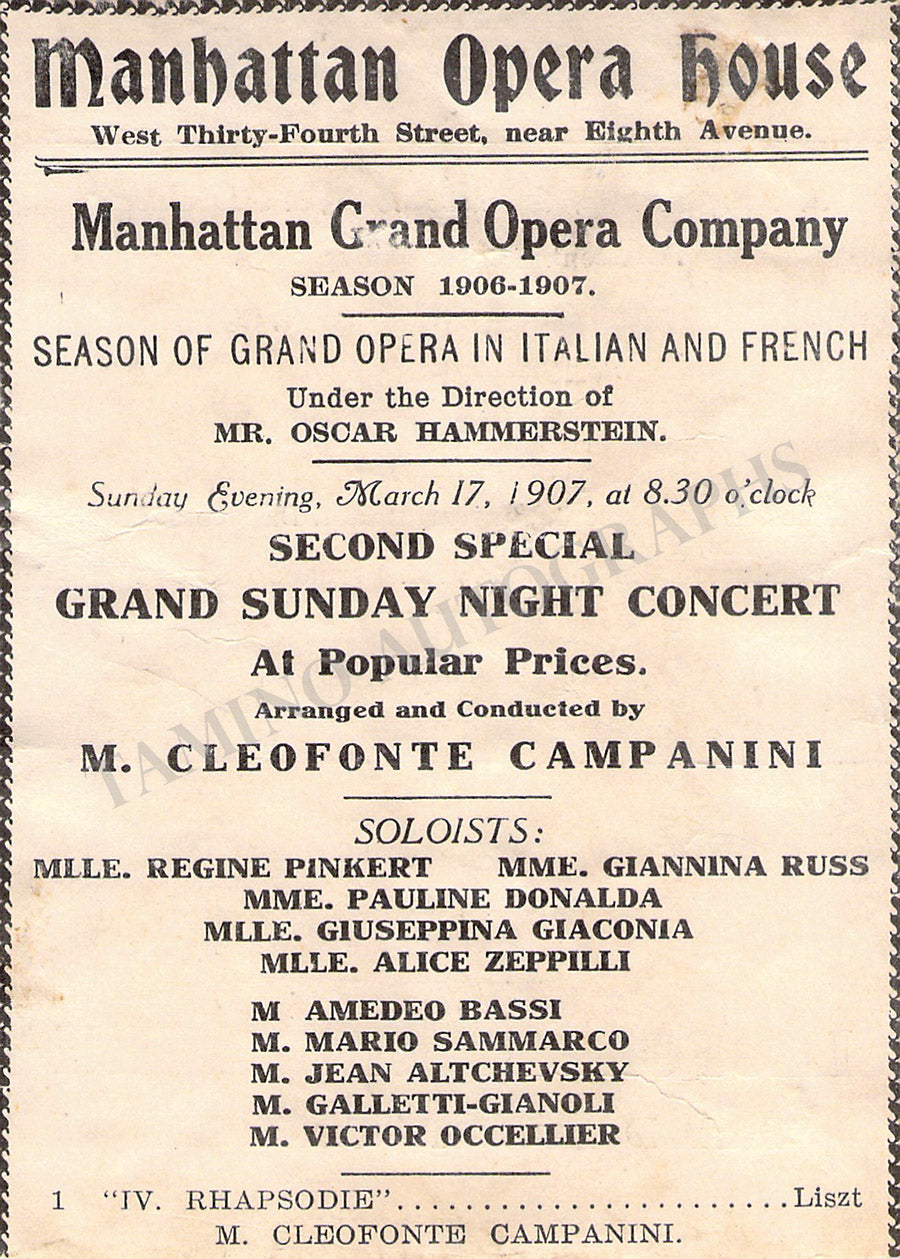 Manhattan Opera House
West Thirty-Fourth Street, near Eighth Avenue.
Manhattan Grand Opera Company
SEASON 1906-1907.
SEASON OF GRAND OPERA IN ITALIAN AND FRENCH
Under the Direction of
MR. OSCAR HAMMERSTEIN.
Sunday Evening, March 17, 1907, at 8.30 o'clock
SECOND SPECIAL
GRAND SUNDAY NIGHT CONCERT
At Popular Prices.
Arranged and Conducted by
M. CLEOFONTE CAMPANINI
SOLOISTS:
MLLE. REGINE PINKERT MME. GIANNINA RUSS
MME. PAULINE DONALDA
MLLE. GIUSEPPINA GIACONIA
MLLE. ALICE ZEPPILLI
M AMEDEO BASSI
M. MARIO SAMMARCO
M. JEAN ALTCHEVSKY
M. GALLETTI-GIANOLI
M. VICTOR OCCELLIER
1 "IV. RHAPSODIE"........................Liszt
M. CLEOFONTE CAMPANINI.
TAMINO AUTOGRAPHS